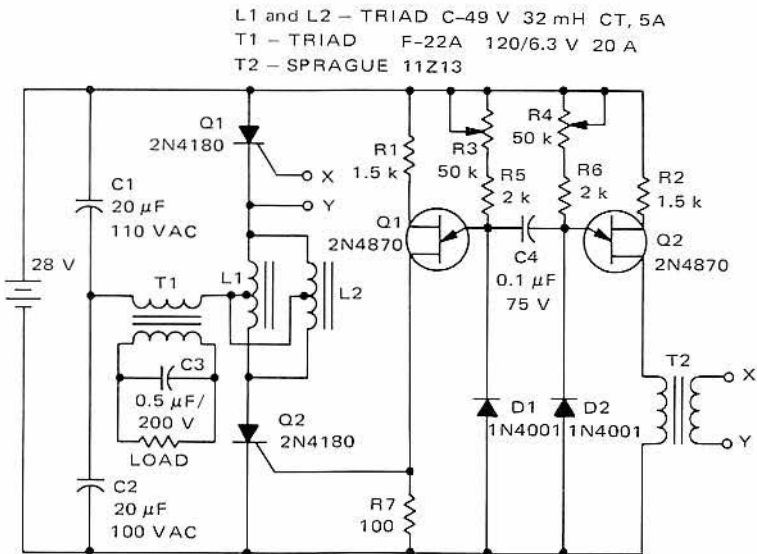 L1 and L2 – TRIAD C-49 V 32 mH CT, 5A
T1 – TRIAD F-22A 120/6.3 V 20 A
T2 – SPRAGUE 11Z13
Q1
2N4180
X
Y
C1
20 μF
110 VAC
28 V
T1
L1
L2
C3
0.5 μF/
200 V
LOAD
C2
20 μF
100 VAC
Q2
2N4180
R1
1.5 k
Q1
2N4870
R7
100
R3
50 k
R5
2 k
C4
0.1 μF
75 V
R4
50 k
R6
2 k
R2
1.5 k
Q2
2N4870
D1
1N4001
D2
1N4001
T2
X
Y